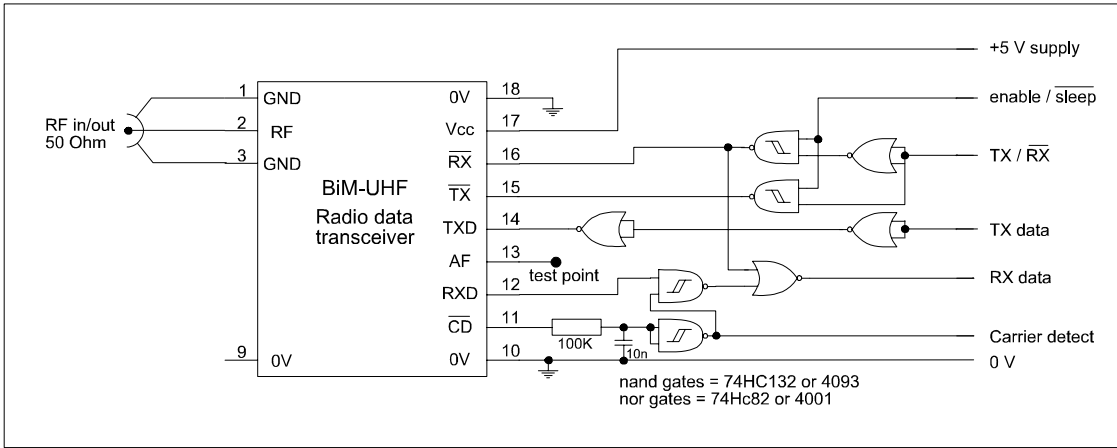 RF in/out
50 Ohm
1
2
3
9
GND
RF
GND
0V
BiM-UHF
Radio data
transceiver
0V
Vcc
RX
TX
TXD
AF
RXD
CD
0V
18
17
16
15
14
13
12
11
10
test point
100K
10n
+5 V supply
enable / sleep
TX / RX
TX data
RX data
Carrier detect
0 V
nand gates = 74HC132 or 4093
nor gates = 74Hc82 or 4001